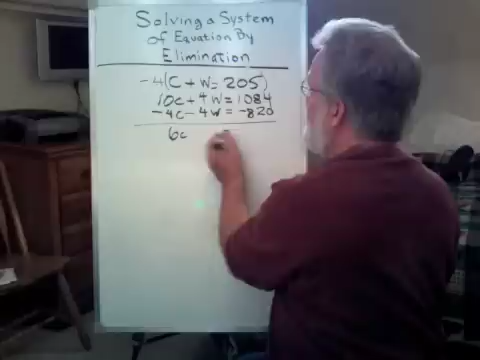 Solving a System
of Equation By
Elimination
-4(C + W = 205)
10c + 4W = 1084
-4c - 4W = -820
6c